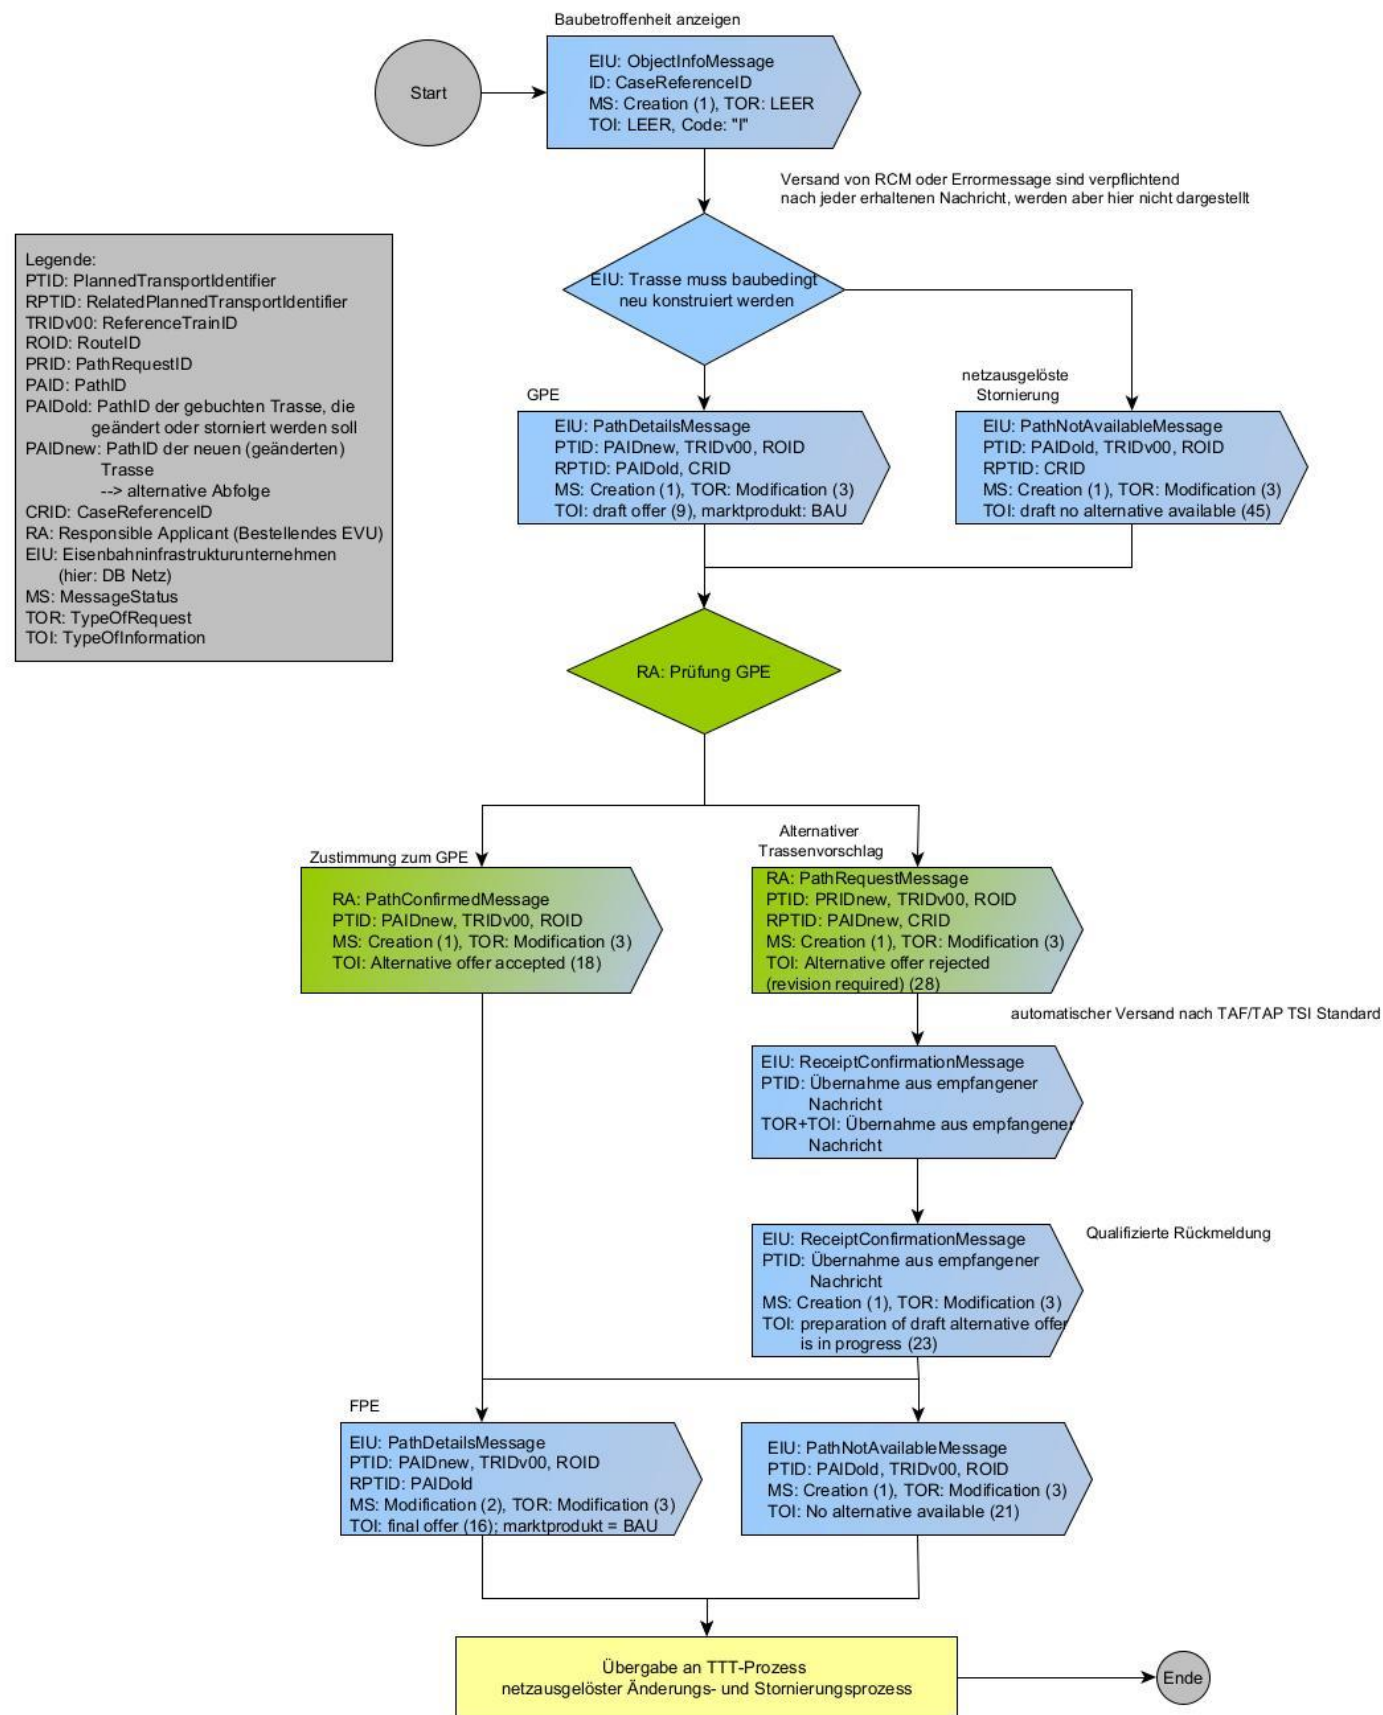 Baubetroffenheit anzeigen
Start
EIU: ObjectInfoMessage
ID: CaseReferenceID
MS: Creation (1), TOR: LEER
TOI: LEER, Code: "I"
Versand von RCM oder Errormessage sind verpflichtend
nach jeder erhaltenen Nachricht, werden aber hier nicht dargestellt
Legende:
PTID: PlannedTransportIdentifier
RPTID: RelatedPlannedTransportIdentifier
TRIDv00: ReferenceTrainID
ROID: RouteID
PRID: PathRequestID
PAID: PathID
PAIDold: PathID der gebuchten Trasse, die
geändert oder storniert werden soll
PAIDnew: PathID der neuen (geänderten)
Trasse
--> alternative Abfolge
CRID: CaseReferenceID
RA: Responsible Applicant (Bestellendes EVU)
EIU: Eisenbahninfrastrukturunternehmen
(hier: DB Netz)
MS: MessageStatus
TOR: TypeOfRequest
TOI: TypeOfInformation
EIU: Trasse muss baubedingt
neu konstruiert werden
GPE
EIU: PathDetailsMessage
PTID: PAIDnew, TRIDv00, ROID
RPTID: PAIDold, CRID
MS: Creation (1), TOR: Modification (3)
TOI: draft offer (9), marktprodukt: BAU
netzausgelöste
Stornierung
EIU: PathNotAvailableMessage
PTID: PAIDold, TRIDv00, ROID
RPTID: CRID
MS: Creation (1), TOR: Modification (3)
TOI: draft no alternative available (45)
RA: Prüfung GPE
Zustimmung zum GPE
RA: PathConfirmedMessage
PTID: PAIDnew, TRIDv00, ROID
MS: Creation (1), TOR: Modification (3)
TOI: Alternative offer accepted (18)
Alternativer
Trassenvorschlag
RA: PathRequestMessage
PTID: PRIDnew, TRIDv00, ROID
RPTID: PAIDnew, CRID
MS: Creation (1), TOR: Modification (3)
TOI: Alternative offer rejected
(revision required) (28)
automatischer Versand nach TAF/TAP TSI Standard
EIU: ReceiptConfirmationMessage
PTID: Übernahme aus empfangener
Nachricht
TOR+TOI: Übernahme aus empfangener
Nachricht
Qualifizierte Rückmeldung
EIU: ReceiptConfirmationMessage
PTID: Übernahme aus empfangener
Nachricht
MS: Creation (1), TOR: Modification (3)
TOI: preparation of draft alternative offer
is in progress (23)
FPE
EIU: PathDetailsMessage
PTID: PAIDnew, TRIDv00, ROID
RPTID: PAIDold
MS: Modification (2), TOR: Modification (3)
TOI: final offer (16); marktprodukt = BAU
EIU: PathNotAvailableMessage
PTID: PAIDold, TRIDv00, ROID
MS: Creation (1), TOR: Modification (3)
TOI: No alternative available (21)
Übergabe an TTT-Prozess
netzausgelöster Änderungs- und Stornierungsprozess
Ende